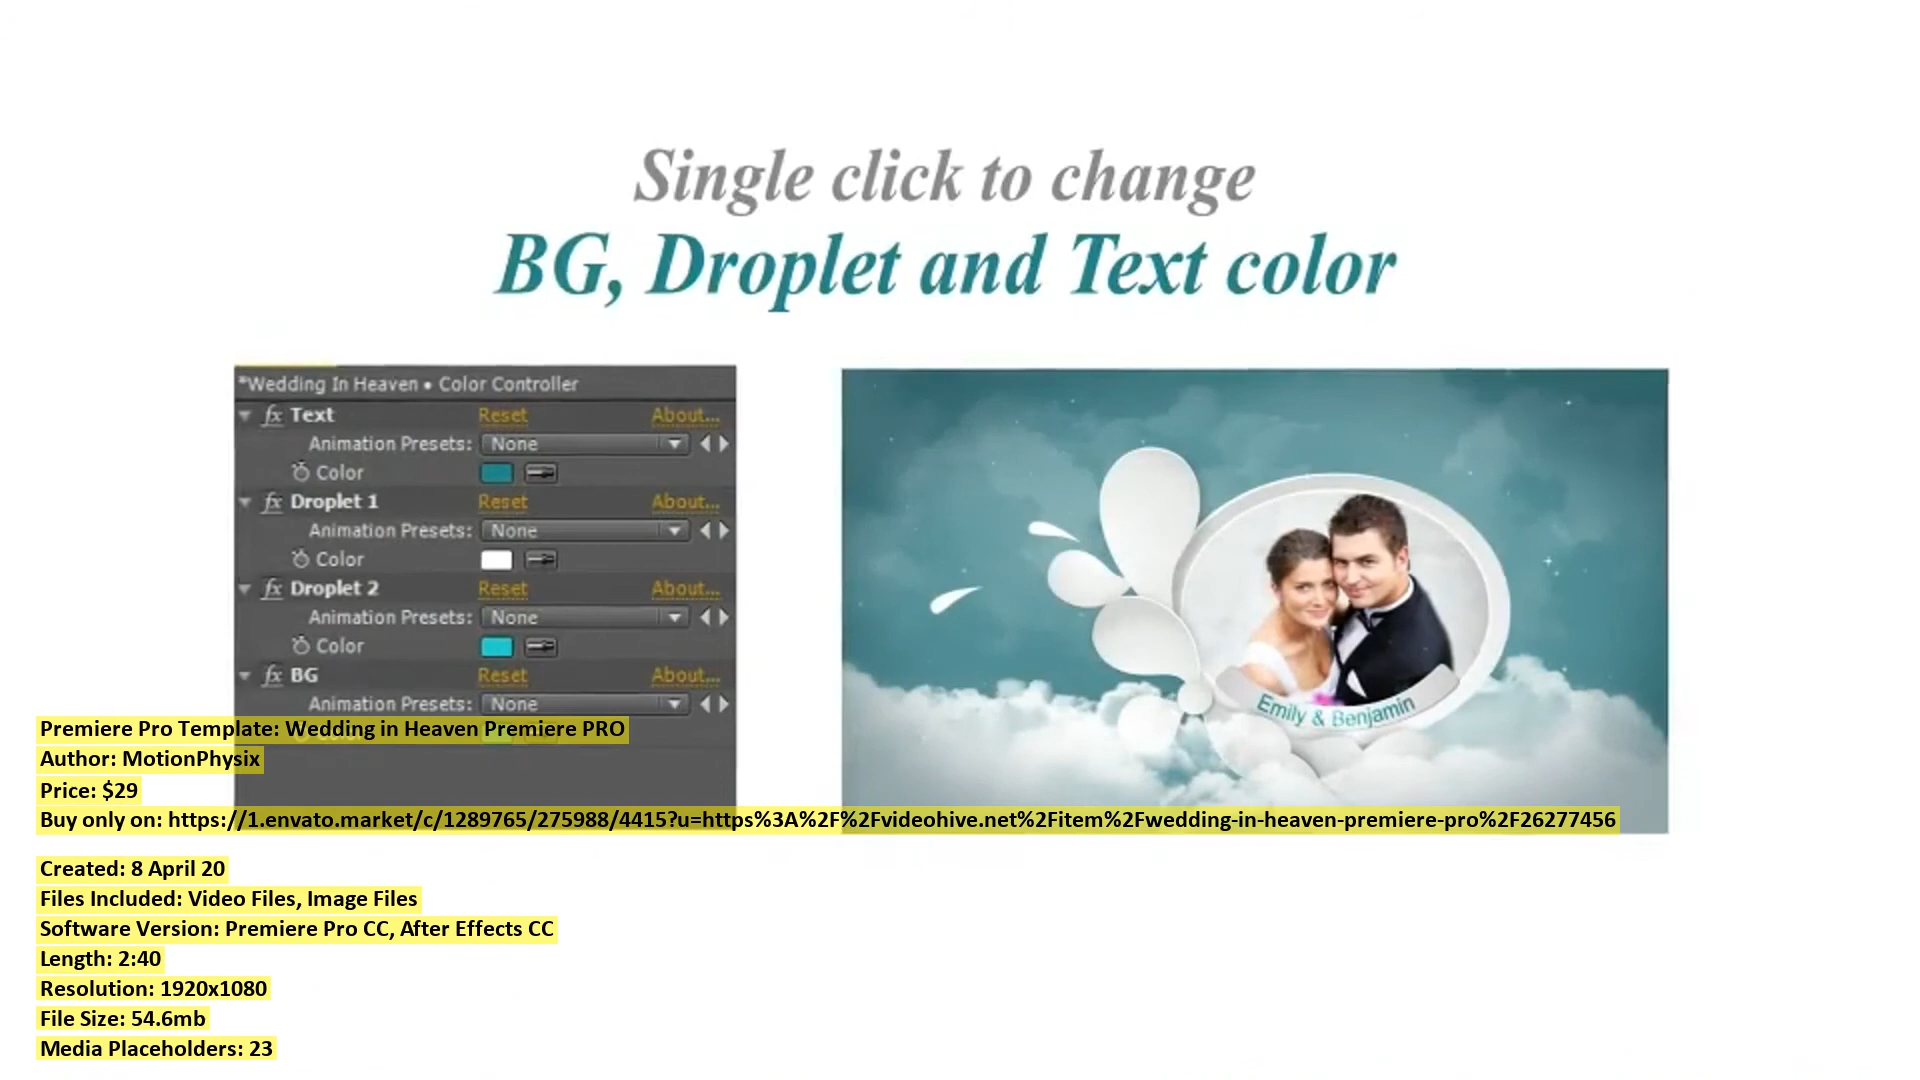 Single click to change
BG, Droplet and Text color
*Wedding In Heaven • Color Controller
fx Text Reset About...
Animation Presets: None
Color
fx Droplet 1 Reset About...
Animation Presets: None
Color
fx Droplet 2 Reset About...
Animation Presets: None
Color
fx BG Reset About...
Animation Presets: None
Color
Emily & Benjamin
Premiere Pro Template: Wedding in Heaven Premiere PRO
Author: MotionPhysix
Price: $29
Buy only on: https://1.envato.market/c/1289765/275988/4415?u=https%3A%2F%2Fvideohive.net%2Fitem%2Fwedding-in-heaven-premiere-pro%2F26277456
Created: 8 April 20
Files Included: Video Files, Image Files
Software Version: Premiere Pro CC, After Effects CC
Length: 2:40
Resolution: 1920x1080
File Size: 54.6mb
Media Placeholders: 23